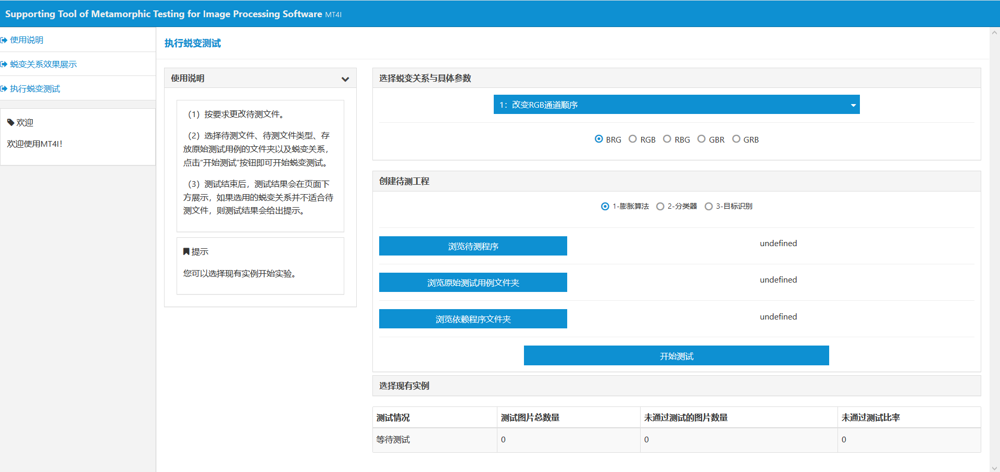 Supporting Tool of Metamorphic Testing for Image Processing Software MT4I
使用说明
蜕变关系效果展示
执行蜕变测试
欢迎
欢迎使用MT4I！
执行蜕变测试
使用说明
（1）按要求更改待测文件。
（2）选择待测文件、待测文件类型、存
放原始测试用例的文件夹以及蜕变关系，
点击“开始测试”按钮即可开始蜕变测试。
（3）测试结束后，测试结果会在页面下
方展示，如果选用的蜕变关系并不适合待
测文件，则测试结果会给出提示。
提示
您可以选择现有实例开始实验。
选择蜕变关系与具体参数
1：改变RGB通道顺序
BRG RGB RBG GBR GRB
创建待测工程
1-膨胀算法 2-分类器 3-目标识别
浏览待测程序 undefined
浏览原始测试用例文件夹 undefined
浏览依赖程序文件夹 undefined
开始测试
选择现有实例
测试情况 测试图片总数量 未通过测试的图片数量 未通过测试比率
等待测试 0 0 0